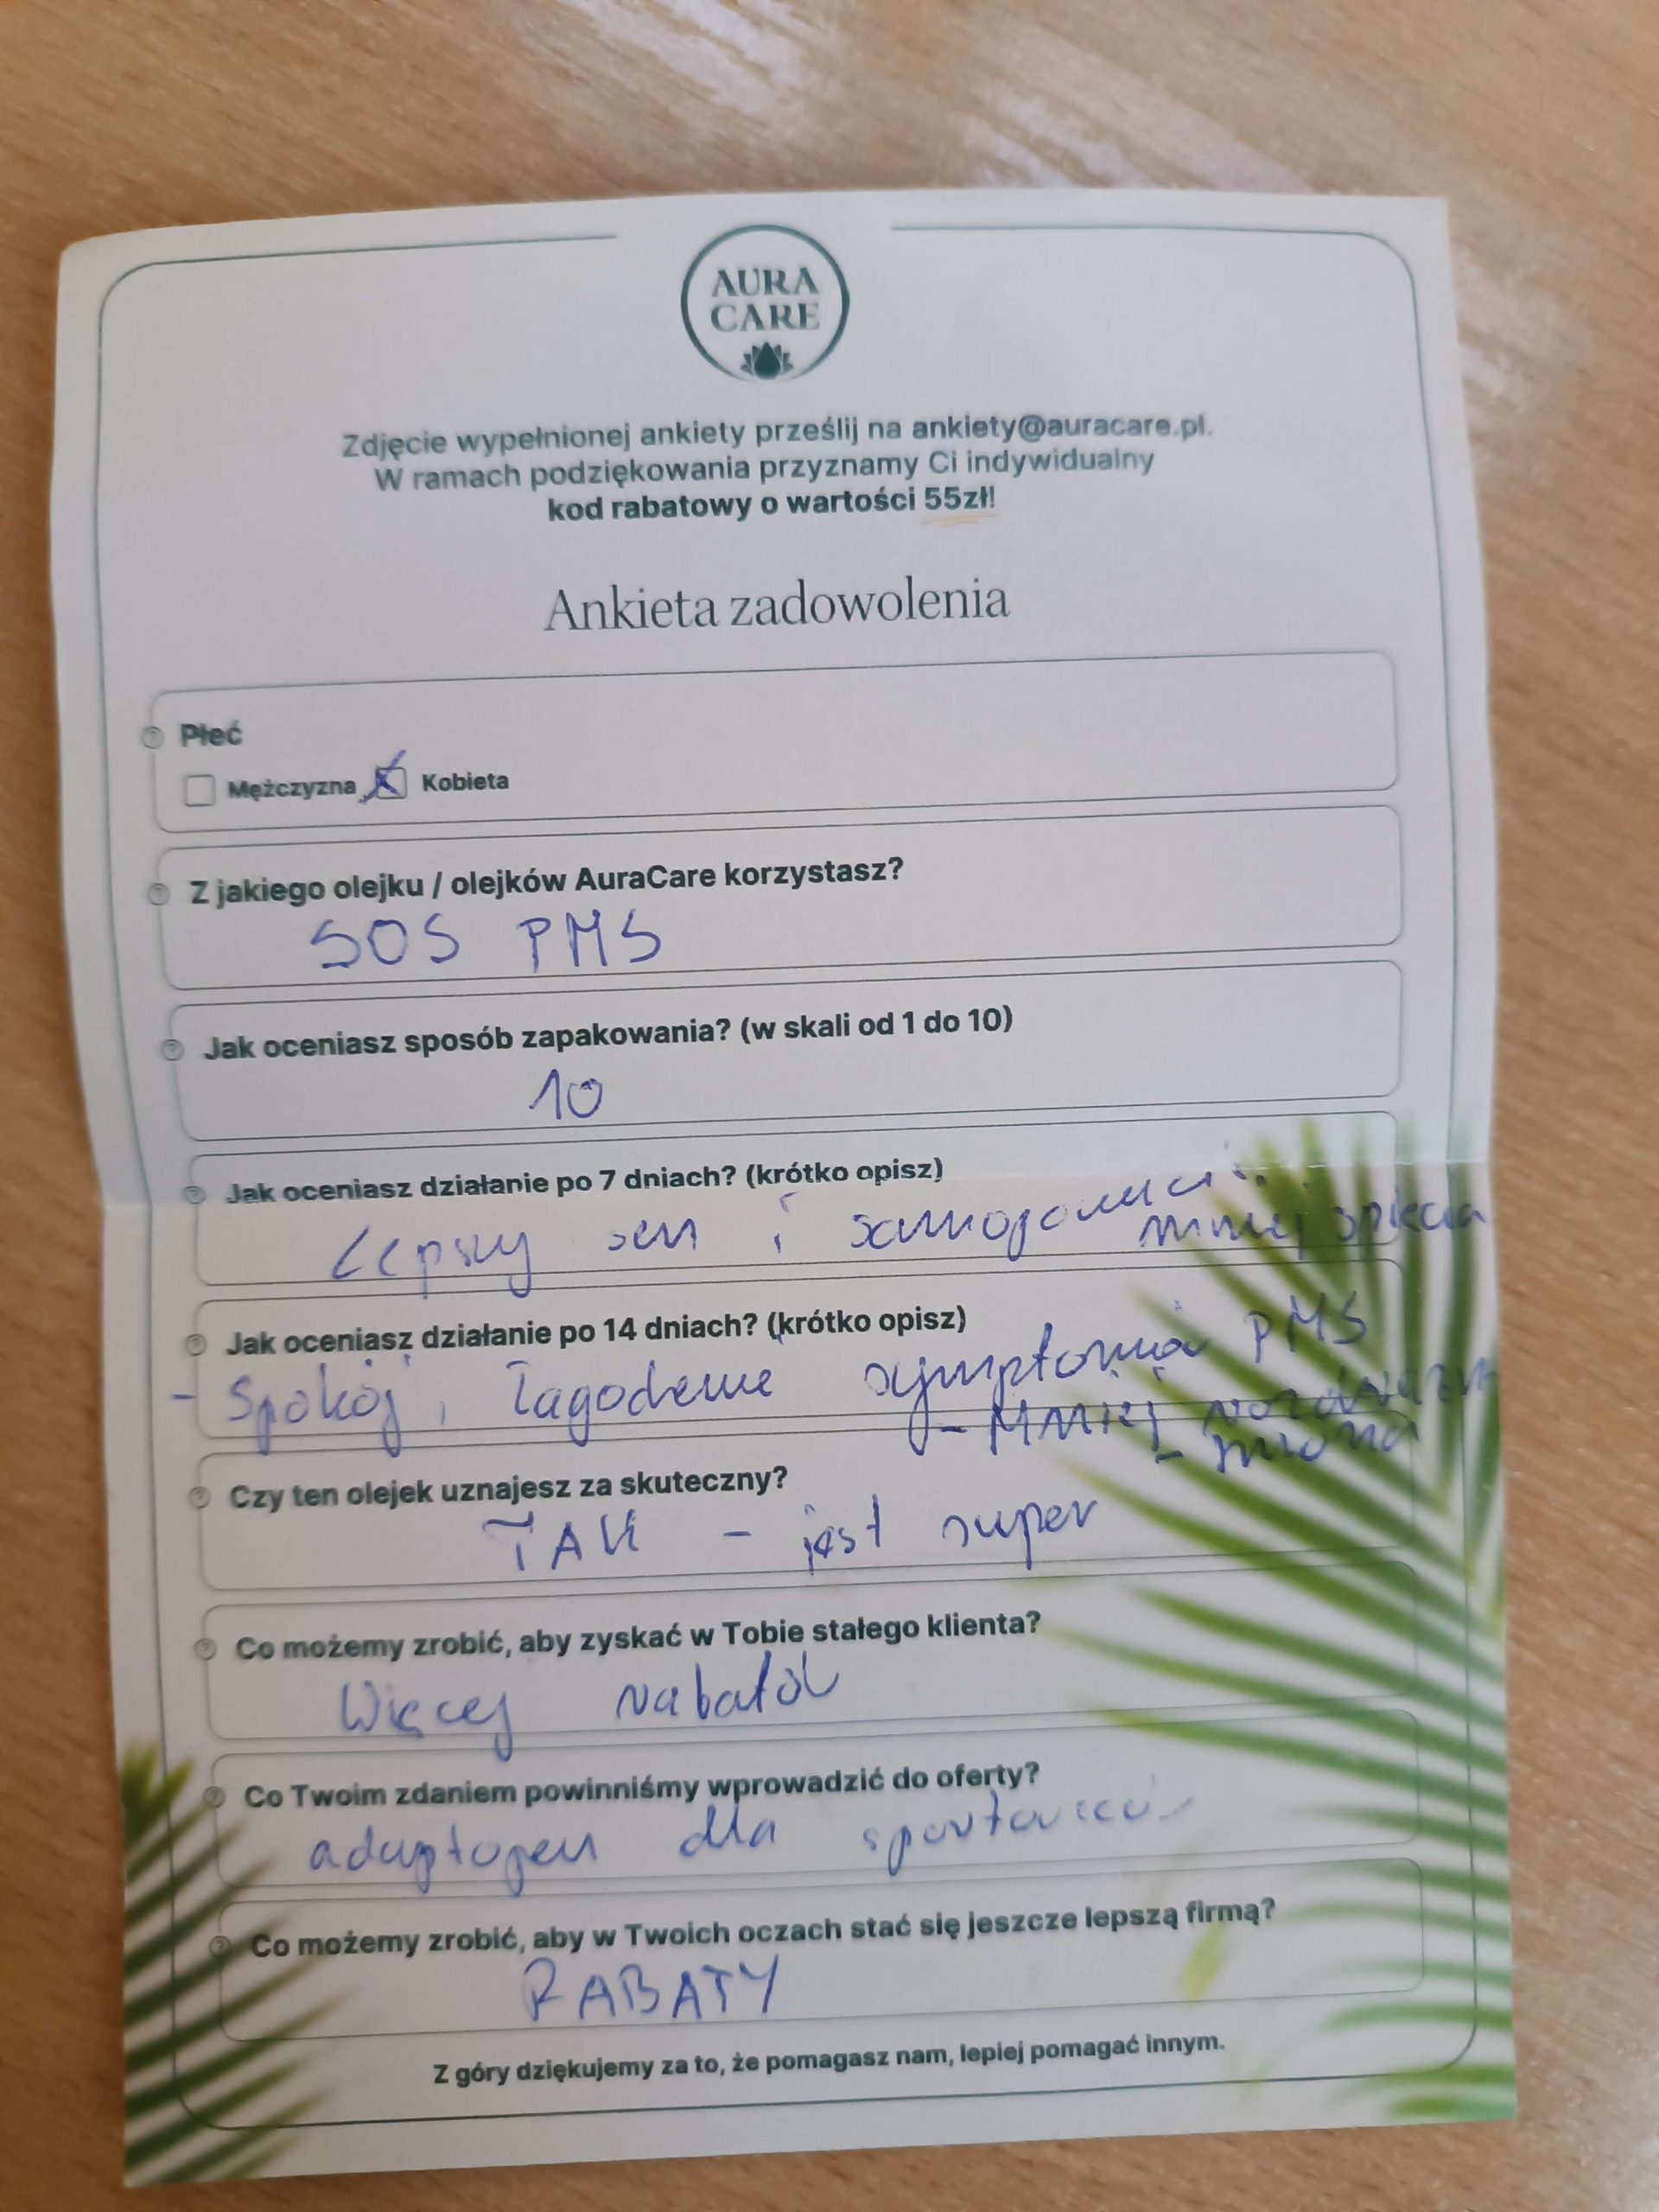 AURA
CARE
Zdjęcie wypełnionej ankiety prześlij na ankiety@auracare.pl.
W ramach podziękowania przyznamy Ci indywidualny
kod rabatowy o wartości 55zł!
Ankieta zadowolenia
Płeć
Mężczyzna Kobieta
Z jakiego olejku / olejków AuraCare korzystasz?
SOS PMS
Jak oceniasz sposób zapakowania? (w skali od 1 do 10)
10
Jak oceniasz działanie po 7 dniach? (krótko opisz)
Lepszy sen i
mniej spięcia
Jak oceniasz działanie po 14 dniach? (krótko opisz)
- Spokój, łagodzenie PMS
- Mniej
Czy ten olejek uznajesz za skuteczny?
TAK - jest super
Co możemy zrobić, aby zyskać w Tobie stałego klienta?
Więcej rabatów
Co Twoim zdaniem powinniśmy wprowadzić do oferty?
adaptogen dla sportowców
Co możemy zrobić, aby w Twoich oczach stać się jeszcze lepszą firmą?
RABATY
Z góry dziękujemy za to, że pomagasz nam, lepiej pomagać innym.